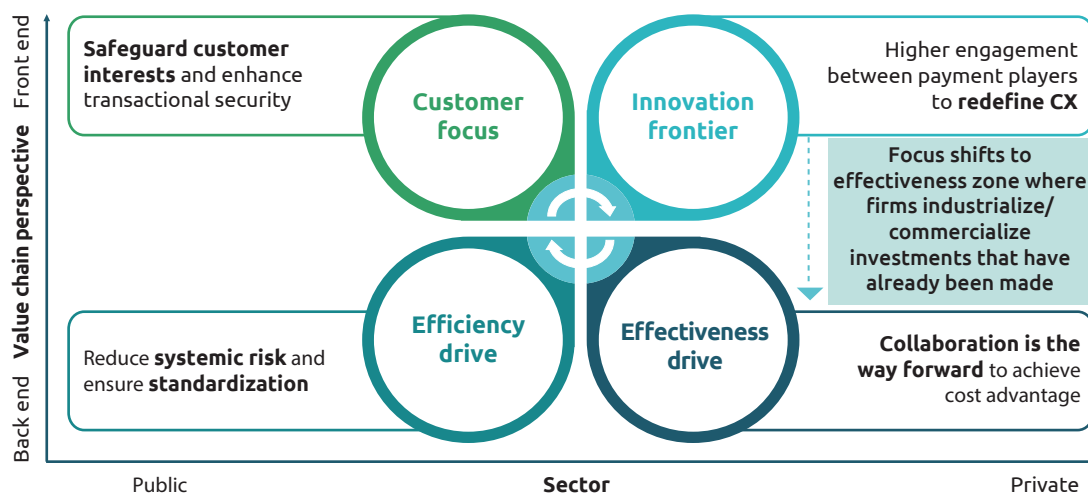 Front end
Value chain perspective
Back end
Safeguard customer
interests and enhance
transactional security
Customer
focus
Innovation
frontier
Higher engagement
between payment players
to redefine CX
Focus shifts to
effectiveness zone where
firms industrialize/
commercialize
investments that have
already been made
Reduce systemic risk and
ensure standardization
Efficiency
drive
Effectiveness
drive
Collaboration is the
way forward to achieve
cost advantage
Public
Sector
Private